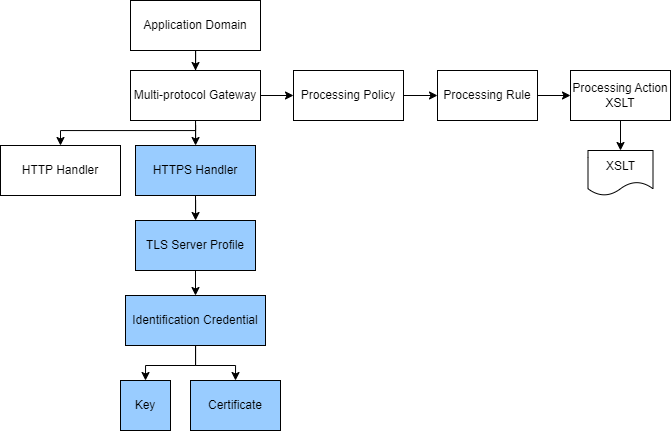 Application Domain
Multi-protocol Gateway
Processing Policy
Processing Rule
Processing Action
XSLT
HTTP Handler
HTTPS Handler
XSLT
TLS Server Profile
Identification Credential
Key
Certificate